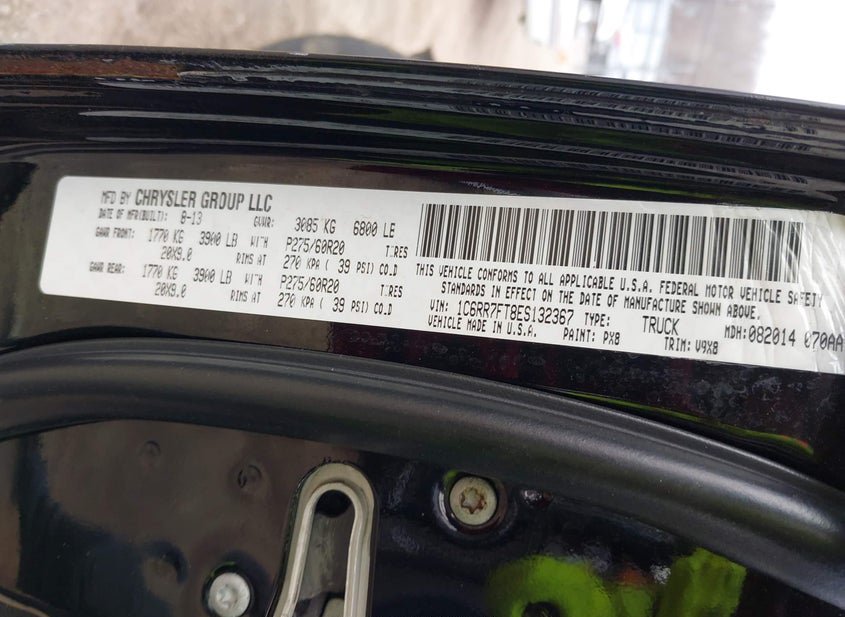 MFD BY CHRYSLER GROUP LLC
DATE OF MFR(BUILT): 8-13 GVWR: 3085 KG 6800 LB
GAWR FRONT: 1770 KG 3900 LB WITH P275/60R20 TIRES
20X9.0 RIMS AT 270 KPA ( 39 PSI) CO.D
GAWR REAR: 1770 KG 3900 LB WITH P275/60R20 TIRES
20X9.0 RIMS AT 270 KPA ( 39 PSI) CO.D
THIS VEHICLE CONFORMS TO ALL APPLICABLE U.S.A. FEDERAL MOTOR VEHICLE SAFETY
STANDARDS IN EFFECT ON THE DATE OF MANUFACTURE SHOWN ABOVE.
VIN: 1C6RR7FT8ES132367 TYPE: TRUCK MDH: 082014 070AA
VEHICLE MADE IN U.S.A. PAINT: PX8 TRIM: V9X8